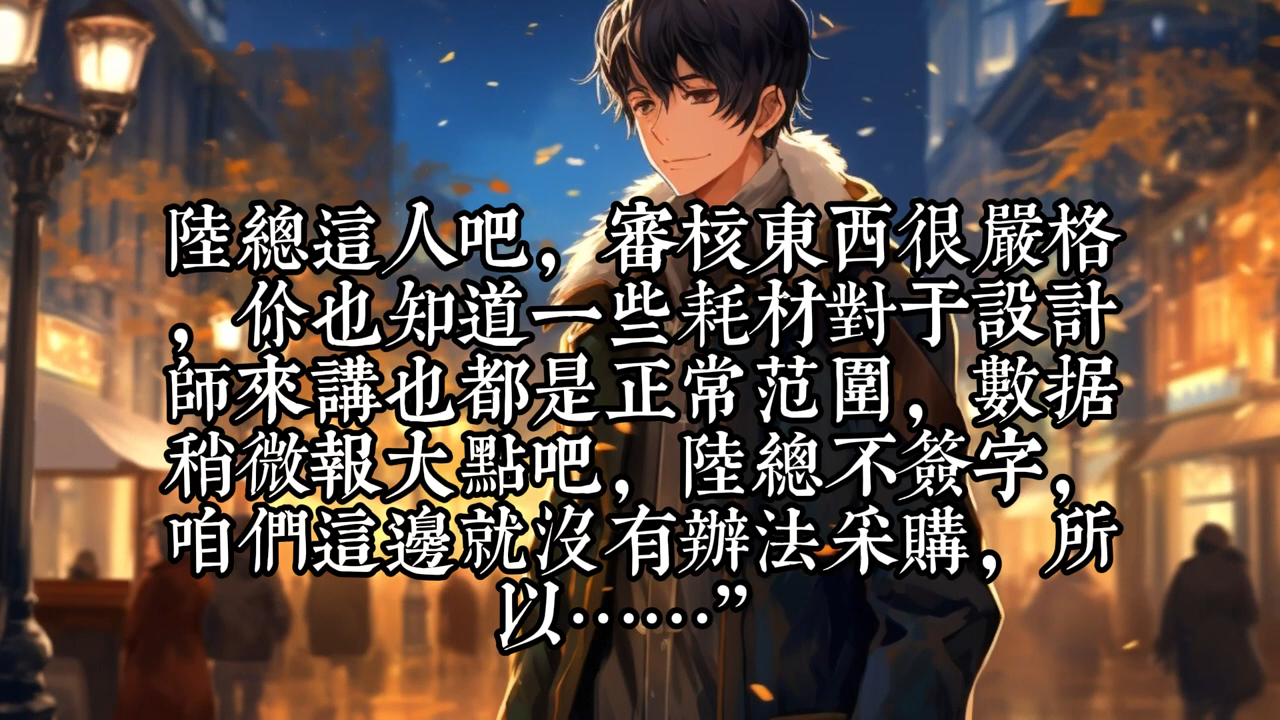 陸總這人吧，審核東西很嚴格
，伱也知道一些耗材對于設計
師來講也都是正常范圍，數据
稍微報大點吧，陸總不簽字，
咱們這邊就沒有辦法采購，所
以……”